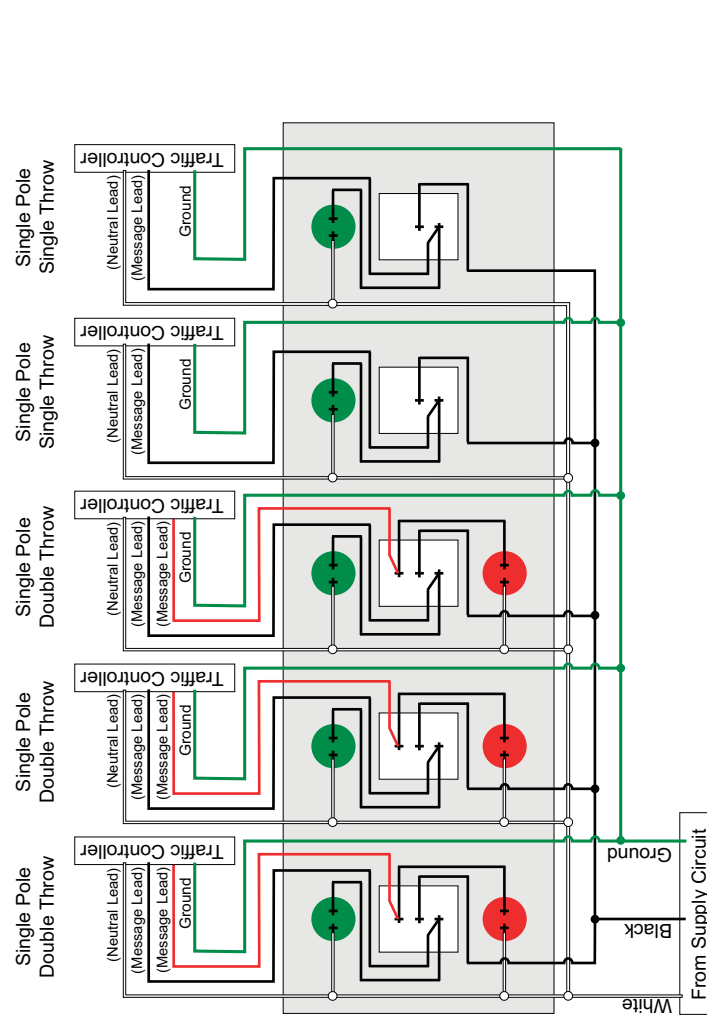 Single Pole
Single Throw
Traffic Controller
(Neutral Lead)
(Message Lead)
Ground
Single Pole
Single Throw
Traffic Controller
(Neutral Lead)
(Message Lead)
Ground
Single Pole
Double Throw
Traffic Controller
(Neutral Lead)
(Message Lead)
(Message Lead)
Ground
Single Pole
Double Throw
Traffic Controller
(Neutral Lead)
(Message Lead)
(Message Lead)
Ground
Single Pole
Double Throw
Traffic Controller
(Neutral Lead)
(Message Lead)
(Message Lead)
Ground
Ground
Black
White
From Supply Circuit